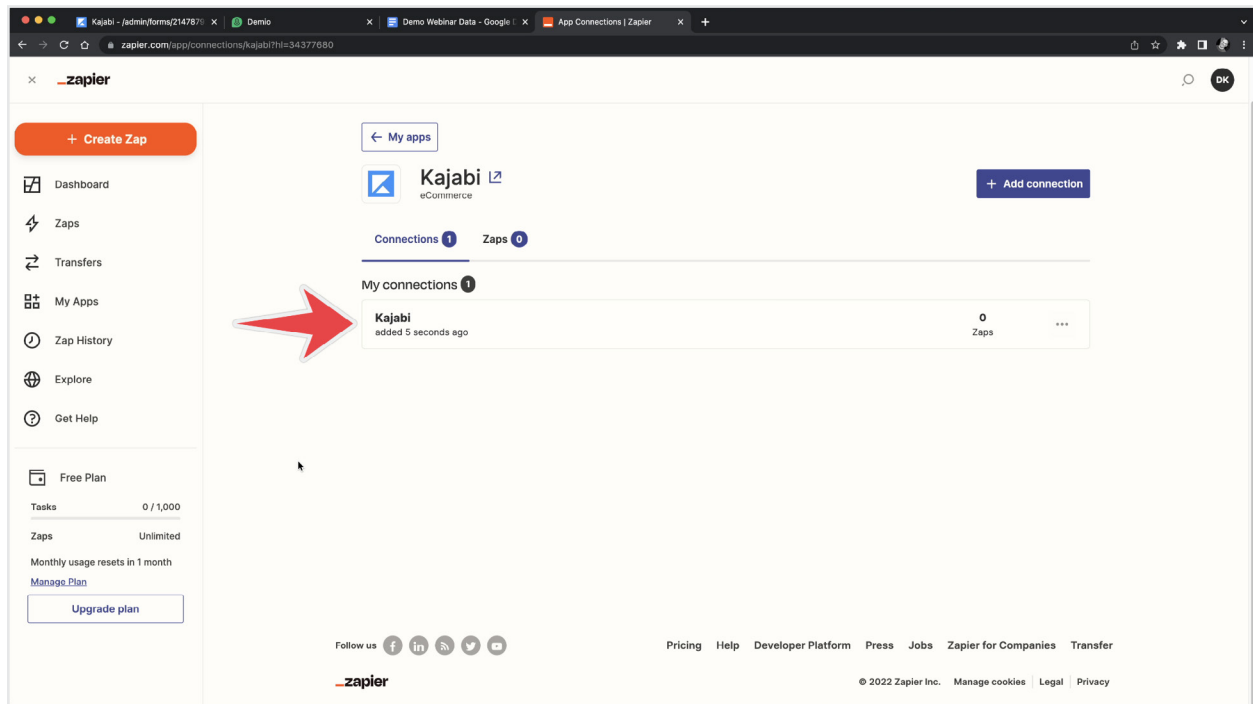 Kajabi - /admin/forms/2147879
Demio
Demo Webinar Data - Google D
App Connections | Zapier
zapier.com/app/connections/kajabi?hl=34377680
_zapier
DK
+ Create Zap
Dashboard
Zaps
Transfers
My Apps
Zap History
Explore
Get Help
Free Plan
Tasks 0 / 1,000
Zaps Unlimited
Monthly usage resets in 1 month
Manage Plan
Upgrade plan
← My apps
Kajabi
eCommerce
+ Add connection
Connections 1 Zaps 0
My connections 1
Kajabi
added 5 seconds ago
0
Zaps
Follow us
Pricing Help Developer Platform Press Jobs Zapier for Companies Transfer
_zapier
© 2022 Zapier Inc. Manage cookies Legal Privacy